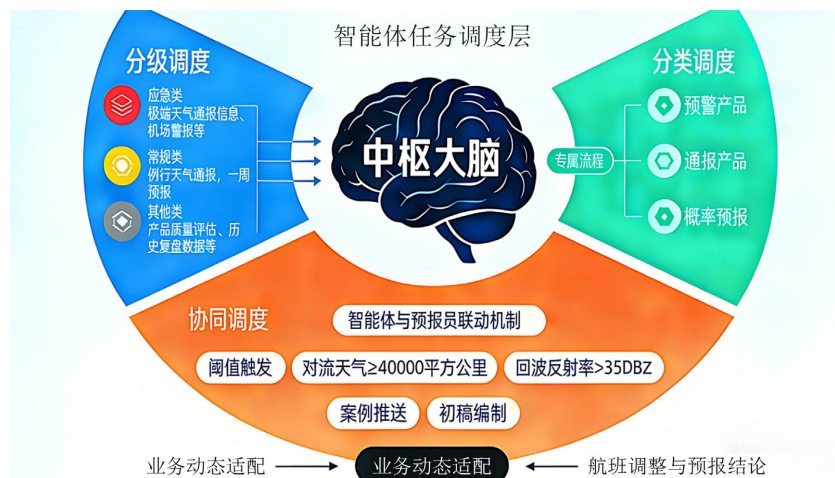 智能体任务调度层
分级调度
应急类
极端天气通报信息、
机场警报等
常规类
例行天气通报，一周
预报
其他类
产品质量评估、历
史复盘数据等
中枢大脑
分类调度
专属流程
预警产品
通报产品
概率预报
协同调度
智能体与预报员联动机制
阈值触发
对流天气≥40000平方公里
回波反射率>35DBZ
案例推送
初稿编制
业务动态适配
业务动态适配
航班调整与预报结论